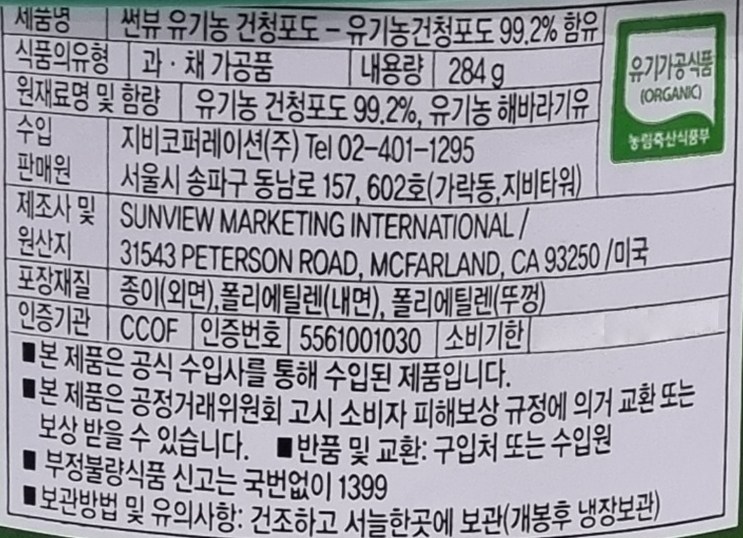 제품명 썬뷰 유기농 건청포도 - 유기농건청포도 99.2% 함유
식품의유형 과·채가공품 내용량 284g
원재료명 및 함량 유기농 건청포도 99.2%, 유기농 해바라기유
유기가공식품
(ORGANIC)
농림축산식품부
수입 지비코퍼레이션(주) Tel 02-401-1295
판매원 서울시 송파구 동남로 157, 602호(가락동,지비타워)
제조사 및 SUNVIEW MARKETING INTERNATIONAL /
원산지 31543 PETERSON ROAD, MCFARLAND, CA 93250 /미국
포장재질 종이(외면),폴리에틸렌(내면), 폴리에틸렌(뚜껑)
인증기관 CCOF 인증번호 5561001030 소비기한
■본 제품은 공식 수입사를 통해 수입된 제품입니다.
■본 제품은 공정거래위원회 고시 소비자 피해보상 규정에 의거 교환 또는
보상 받을 수 있습니다. ■반품 및 교환: 구입처 또는 수입원
■ 부정불량식품 신고는 국번없이 1399
■보관방법 및 유의사항: 건조하고 서늘한곳에 보관(개봉후 냉장보관)